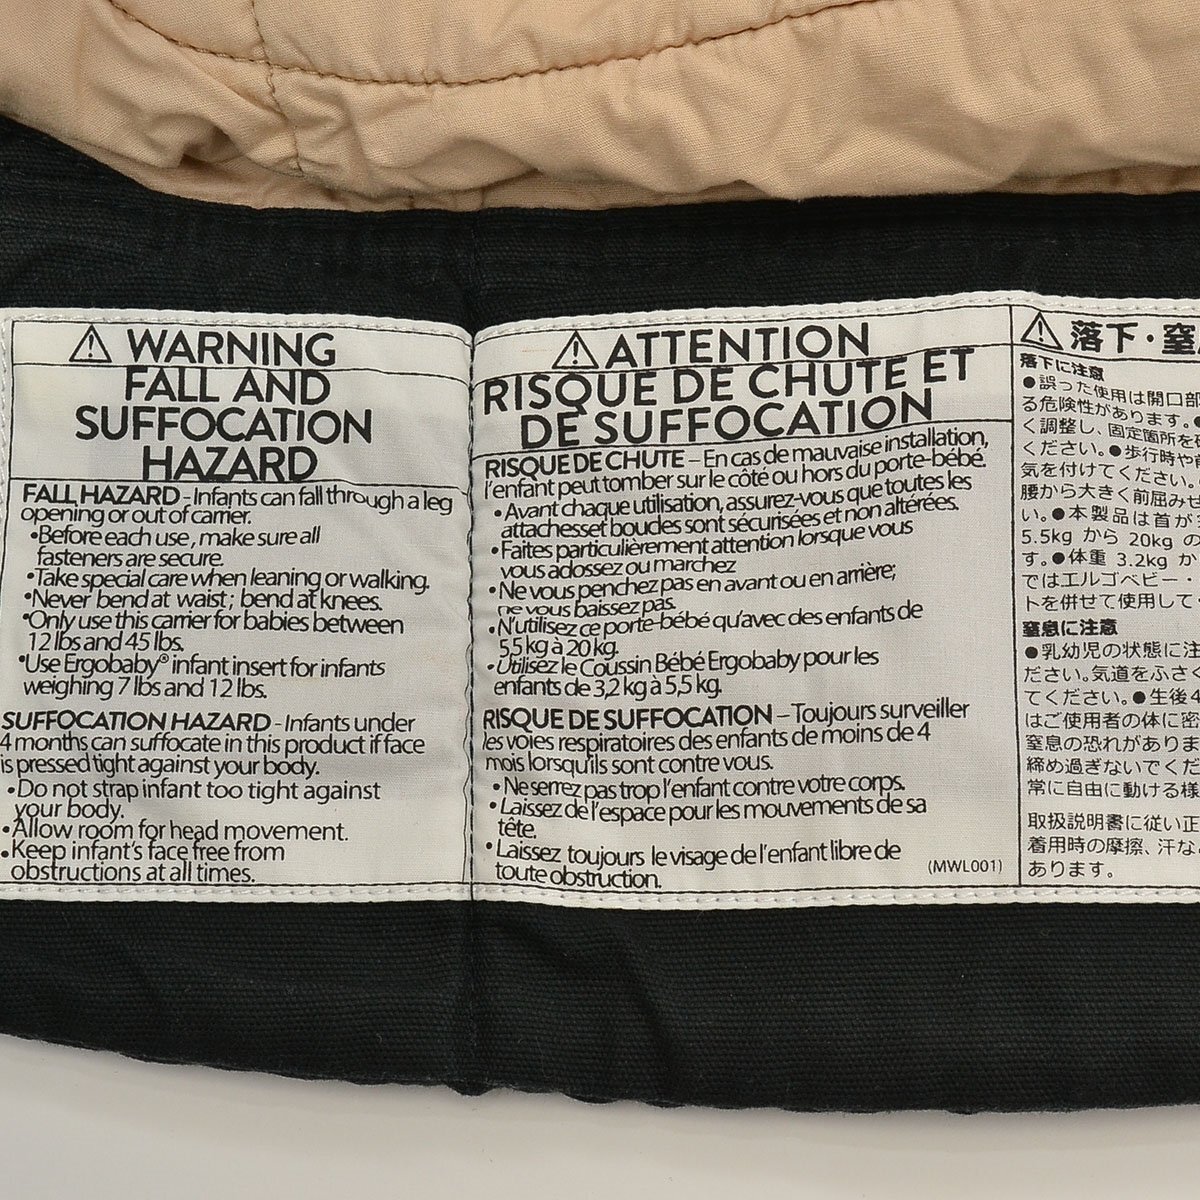 ⚠ WARNING
FALL AND
SUFFOCATION
HAZARD
FALL HAZARD - Infants can fall through a leg
opening or out of carrier.
•Before each use, make sure all
fasteners are secure.
•Take special care when leaning or walking.
•Never bend at waist; bend at knees.
•Only use this carrier for babies between
12 lbs and 45 lbs.
•Use Ergobaby® infant insert for infants
weighing 7 lbs and 12 lbs.
SUFFOCATION HAZARD - Infants under
4 months can suffocate in this product if face
is pressed tight against your body.
•Do not strap infant too tight against
your body.
•Allow room for head movement.
•Keep infant's face free from
obstructions at all times.
⚠ ATTENTION
RISQUE DE CHUTE ET
DE SUFFOCATION
RISQUE DE CHUTE – En cas de mauvaise installation,
l'enfant peut tomber sur le côté ou hors du porte-bébé.
•Avant chaque utilisation, assurez-vous que toutes les
attachesset boucles sont sécurisées et non altérées.
•Faites particulièrement attention lorsque vous
vous adossez ou marchez
•Ne vous penchez pas en avant ou en arrière;
ne vous baissez pas.
•N'utilisez ce porte-bébé qu'avec des enfants de
5,5 kg à 20 kg.
•Utilisez le Coussin Bébé Ergobaby pour les
enfants de 3,2 kg à 5,5 kg.
RISQUE DE SUFFOCATION – Toujours surveiller
les voies respiratoires des enfants de moins de 4
mois lorsqu'ils sont contre vous.
•Ne serrez pas trop l'enfant contre votre corps.
•Laissez de l'espace pour les mouvements de sa
tête.
•Laissez toujours le visage de l'enfant libre de
toute obstruction.
(MWL001)
⚠ 落下・窒
落下に注意
●誤った使用は開口部
る危険性があります。●
く調整し、固定箇所を
ください。●歩行時や
気を付けてください。
腰から大きく前屈みせ
い。●本製品は首が
5.5kg から 20kg の
す。●体重 3.2kg か
ではエルゴベビー・
トを併せて使用して
窒息に注意
●乳幼児の状態に注
ださい。気道をふさぐ
てください。●生後4
はご使用者の体に密
窒息の恐れがありま
締め過ぎないでくだ
常に自由に動ける様
取扱説明書に従い正
着用時の摩擦、汗な
あります。